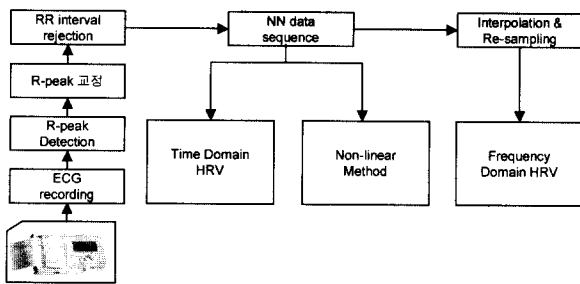 RR interval
rejection
NN data
sequence
Interpolation &
Re-sampling
R-peak 교정
R-peak
Detection
Time Domain
HRV
Non-linear
Method
Frequency
Domain HRV
ECG
recording